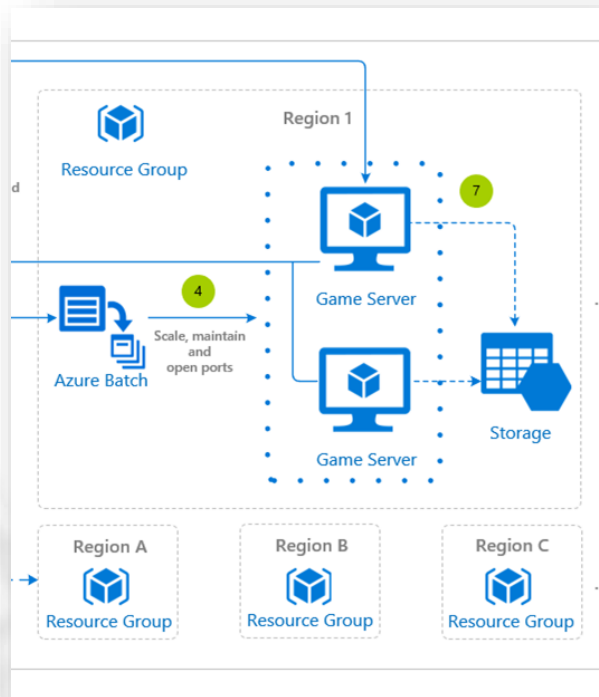 Region 1
Resource Group
d
7
4
Game Server
Scale, maintain
and
open ports
Azure Batch
Storage
Game Server
Region A
Resource Group
Region B
Resource Group
Region C
Resource Group